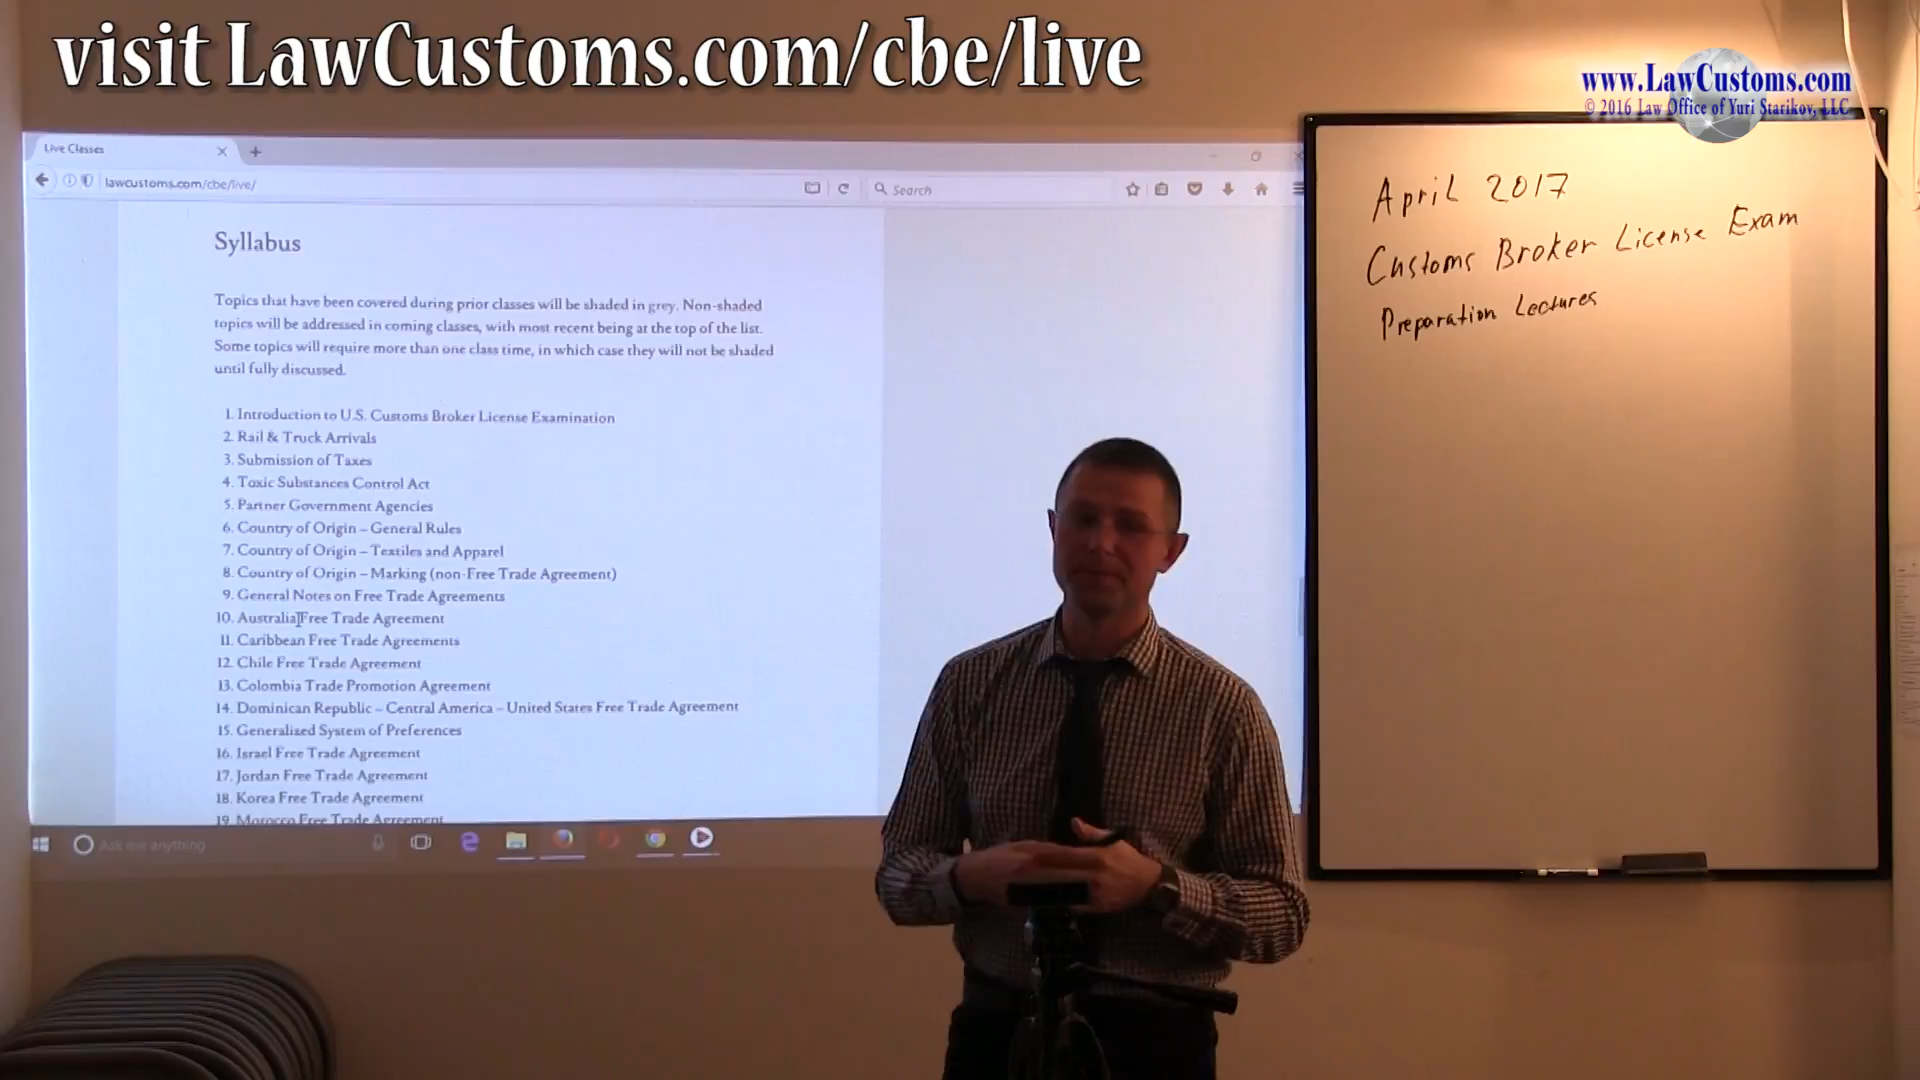 visit LawCustoms.com/cbe/live
www.LawCustoms.com
© 2016 Law Office of Yuri Starikov, LLC
Live Classes
lawcustoms.com/cbe/live/
Search
Syllabus
Topics that have been covered during prior classes will be shaded in grey. Non-shaded
topics will be addressed in coming classes, with most recent being at the top of the list.
Some topics will require more than one class time, in which case they will not be shaded
until fully discussed.
1. Introduction to U.S. Customs Broker License Examination
2. Rail & Truck Arrivals
3. Submission of Taxes
4. Toxic Substances Control Act
5. Partner Government Agencies
6. Country of Origin – General Rules
7. Country of Origin – Textiles and Apparel
8. Country of Origin – Marking (non-Free Trade Agreement)
9. General Notes on Free Trade Agreements
10. Australia Free Trade Agreement
11. Caribbean Free Trade Agreements
12. Chile Free Trade Agreement
13. Colombia Trade Promotion Agreement
14. Dominican Republic – Central America – United States Free Trade Agreement
15. Generalized System of Preferences
16. Israel Free Trade Agreement
17. Jordan Free Trade Agreement
18. Korea Free Trade Agreement
19. Morocco Free Trade Agreement
Ask me anything
April 2017
Customs Broker License Exam
Preparation Lectures